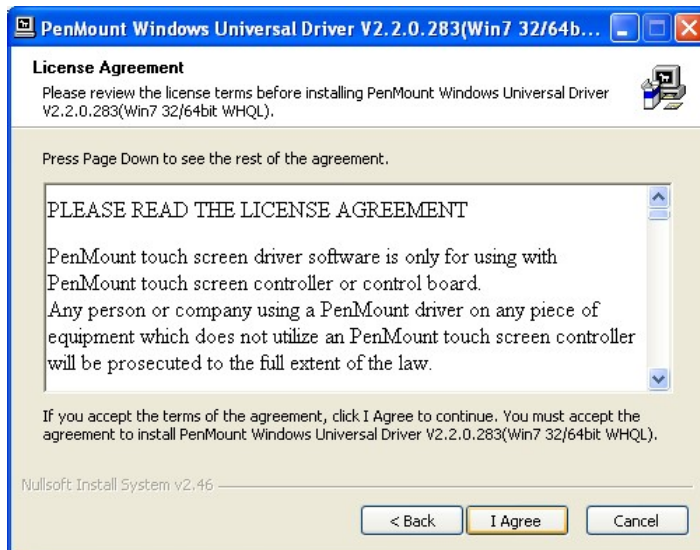 PenMount Windows Universal Driver V2.2.0.283(Win7 32/64b...
License Agreement
Please review the license terms before installing PenMount Windows Universal Driver
V2.2.0.283(Win7 32/64bit WHQL).
Press Page Down to see the rest of the agreement.
PLEASE READ THE LICENSE AGREEMENT
PenMount touch screen driver software is only for using with
PenMount touch screen controller or control board.
Any person or company using a PenMount driver on any piece of
equipment which does not utilize an PenMount touch screen controller
will be prosecuted to the full extent of the law.
If you accept the terms of the agreement, click I Agree to continue. You must accept the
agreement to install PenMount Windows Universal Driver V2.2.0.283(Win7 32/64bit WHQL).
Nullsoft Install System v2.46
< Back I Agree Cancel